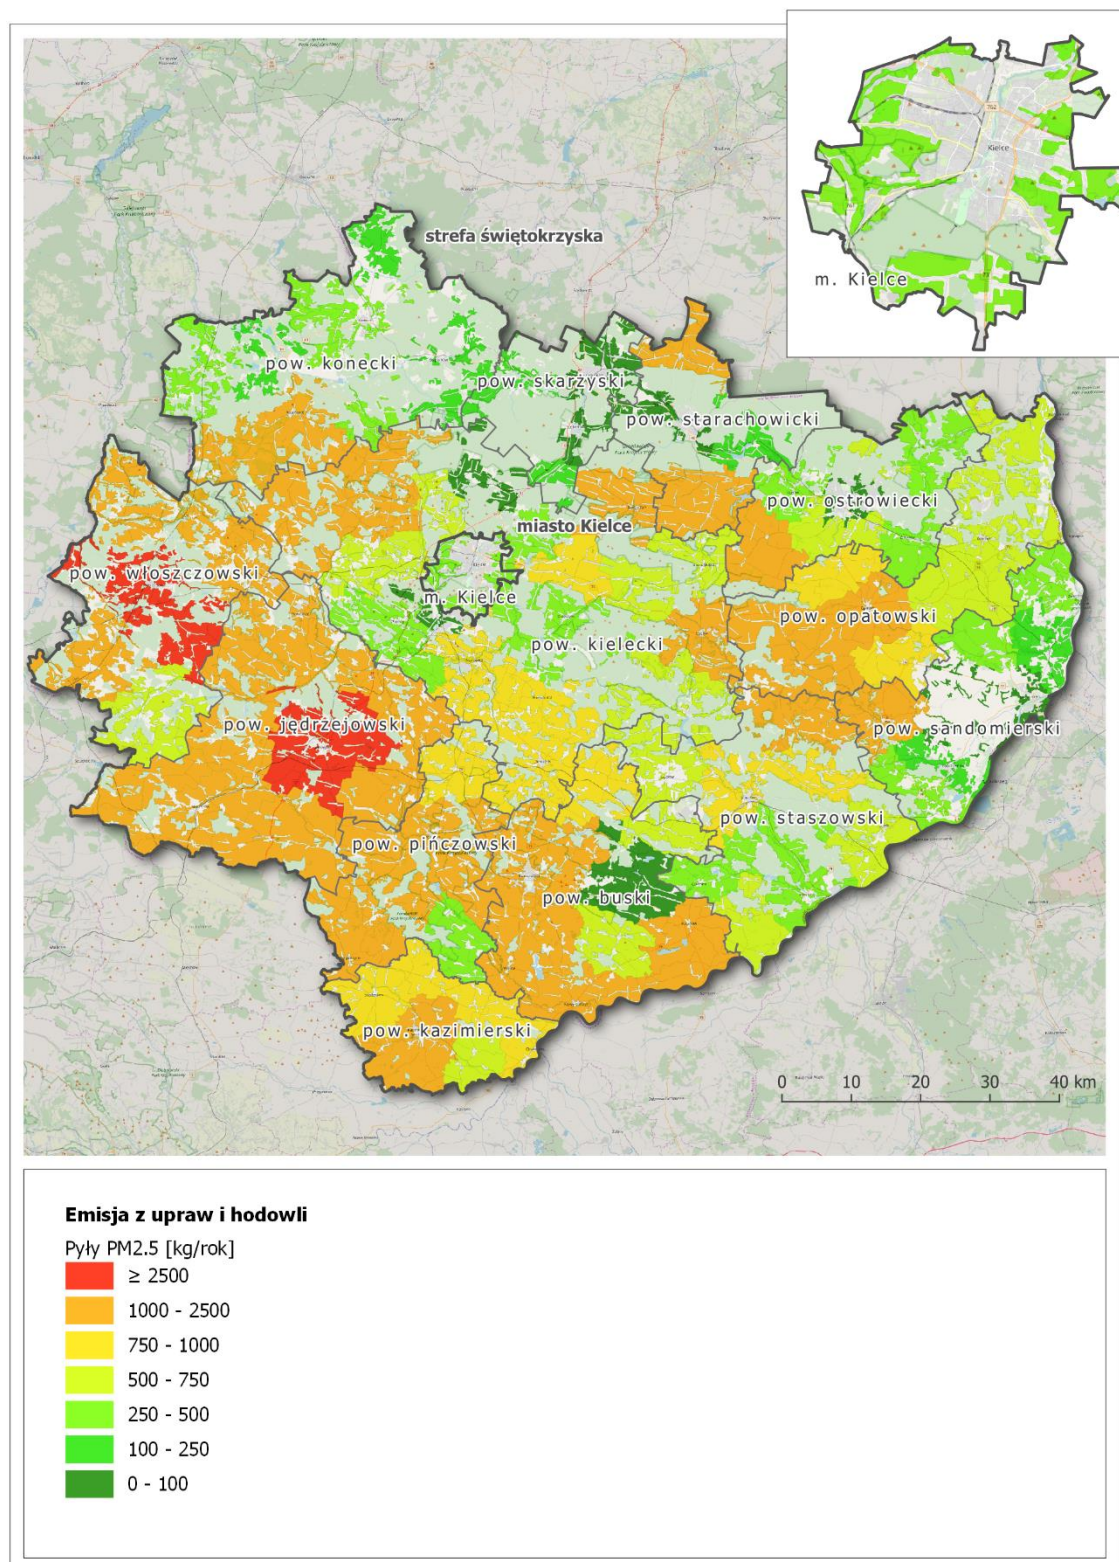 strefa świętokrzyska
Kielce
m. Kielce
pow. konecki
pow. skarżyski
pow. starachowicki
pow. ostrowiecki
miasto Kielce
pow. włoszczowski
m. Kielce
pow. opatowski
pow. kielecki
pow. jędrzejowski
pow. sandomierski
pow. staszowski
pow. pińczowski
pow. buski
pow. kazimierski
0 10 20 30 40 km
Emisja z upraw i hodowli
Pyły PM2.5 [kg/rok]
≥ 2500
1000 - 2500
750 - 1000
500 - 750
250 - 500
100 - 250
0 - 100